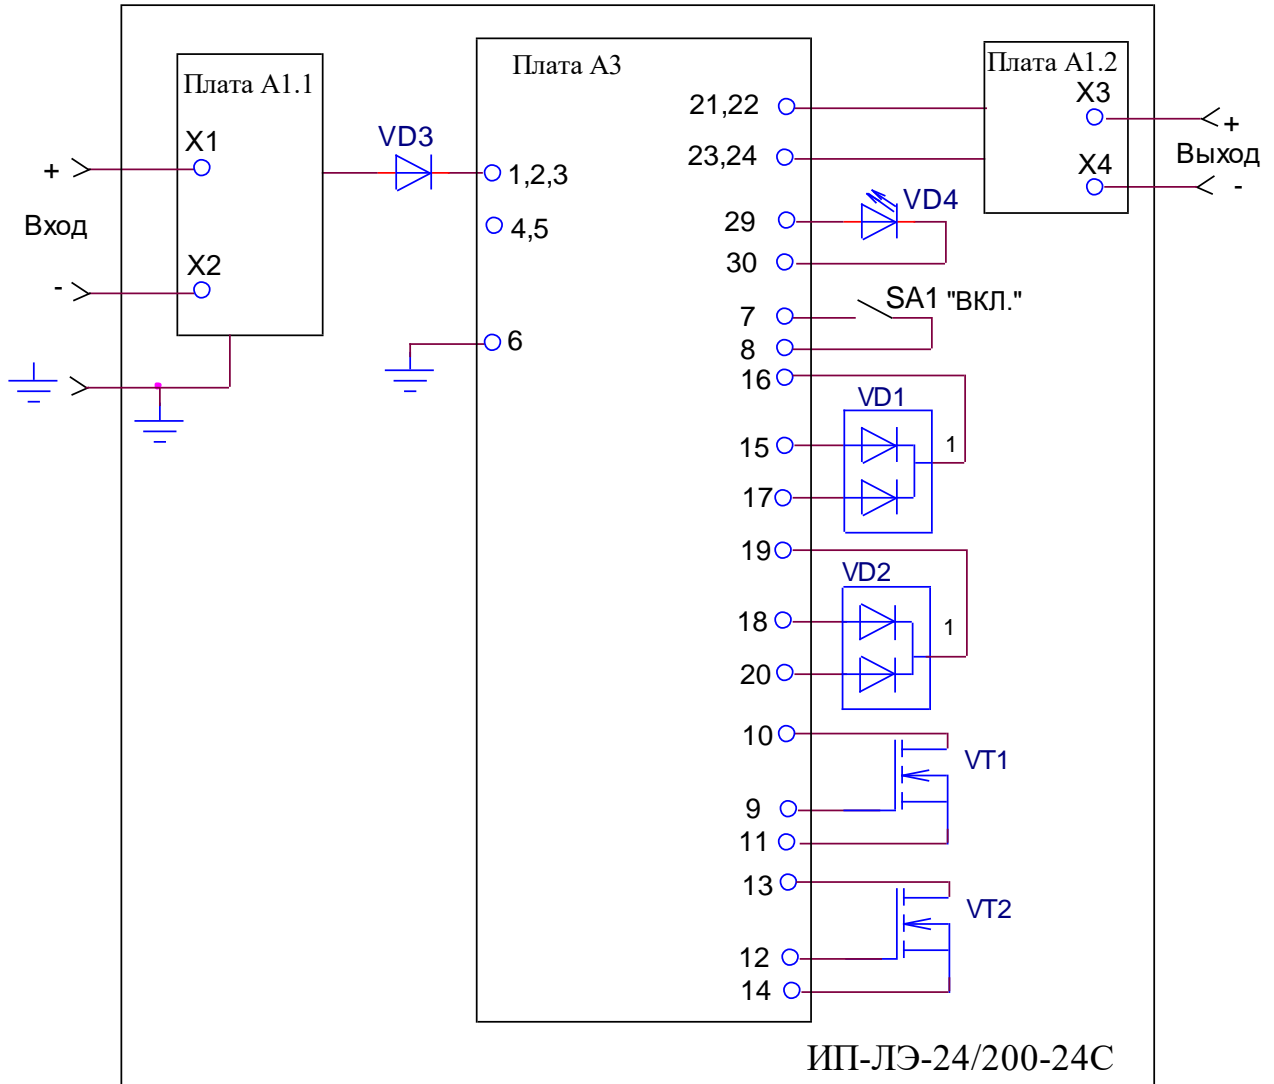 Плата А1.1
Плата А3
Плата А1.2
X3
21,22
+
VD3
X1
23,24
Выход
X4
+
1,2,3
-
29
VD4
Вход
4,5
30
X2
-
7
SA1 "ВКЛ."
6
8
16
VD1
15
1
17
19
VD2
18
1
20
10
VT1
9
11
13
VT2
12
14
ИП-ЛЭ-24/200-24С